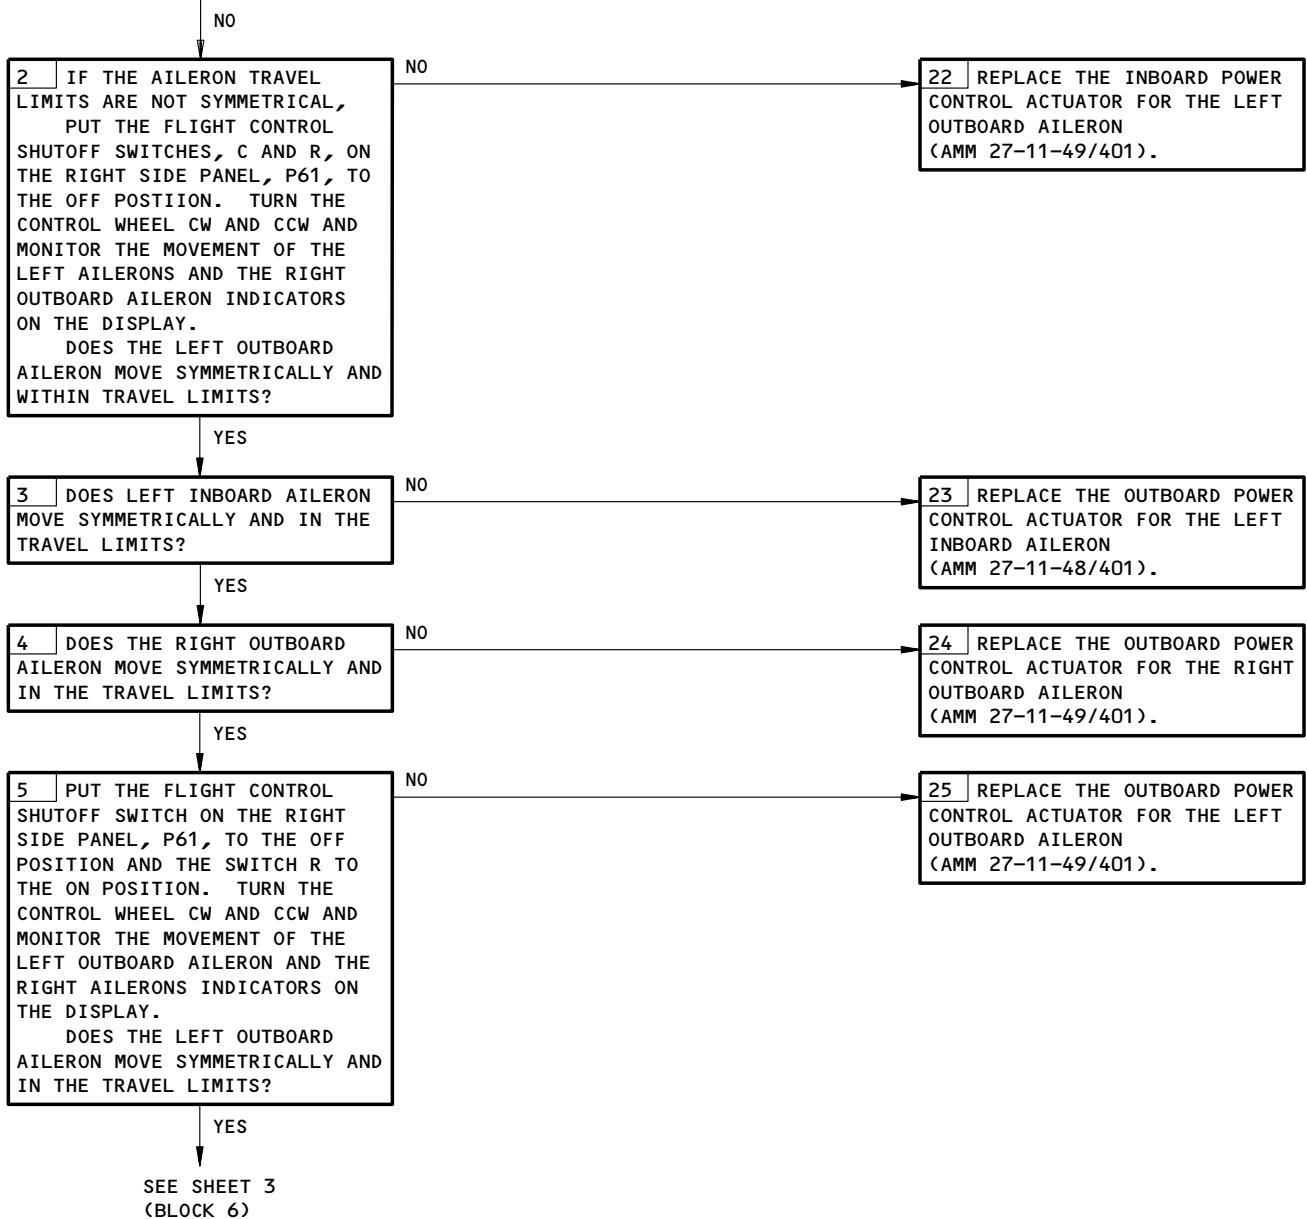 NO
2 IF THE AILERON TRAVEL
LIMITS ARE NOT SYMMETRICAL,
PUT THE FLIGHT CONTROL
SHUTOFF SWITCHES, C AND R, ON
THE RIGHT SIDE PANEL, P61, TO
THE OFF POSTIION. TURN THE
CONTROL WHEEL CW AND CCW AND
MONITOR THE MOVEMENT OF THE
LEFT AILERONS AND THE RIGHT
OUTBOARD AILERON INDICATORS
ON THE DISPLAY.
DOES THE LEFT OUTBOARD
AILERON MOVE SYMMETRICALLY AND
WITHIN TRAVEL LIMITS?
NO
22 REPLACE THE INBOARD POWER
CONTROL ACTUATOR FOR THE LEFT
OUTBOARD AILERON
(AMM 27-11-49/401).
YES
3 DOES LEFT INBOARD AILERON
MOVE SYMMETRICALLY AND IN THE
TRAVEL LIMITS?
NO
23 REPLACE THE OUTBOARD POWER
CONTROL ACTUATOR FOR THE LEFT
INBOARD AILERON
(AMM 27-11-48/401).
YES
4 DOES THE RIGHT OUTBOARD
AILERON MOVE SYMMETRICALLY AND
IN THE TRAVEL LIMITS?
NO
24 REPLACE THE OUTBOARD POWER
CONTROL ACTUATOR FOR THE RIGHT
OUTBOARD AILERON
(AMM 27-11-49/401).
YES
5 PUT THE FLIGHT CONTROL
SHUTOFF SWITCH ON THE RIGHT
SIDE PANEL, P61, TO THE OFF
POSITION AND THE SWITCH R TO
THE ON POSITION. TURN THE
CONTROL WHEEL CW AND CCW AND
MONITOR THE MOVEMENT OF THE
LEFT OUTBOARD AILERON AND THE
RIGHT AILERONS INDICATORS ON
THE DISPLAY.
DOES THE LEFT OUTBOARD
AILERON MOVE SYMMETRICALLY AND
IN THE TRAVEL LIMITS?
NO
25 REPLACE THE OUTBOARD POWER
CONTROL ACTUATOR FOR THE LEFT
OUTBOARD AILERON
(AMM 27-11-49/401).
YES
SEE SHEET 3
(BLOCK 6)